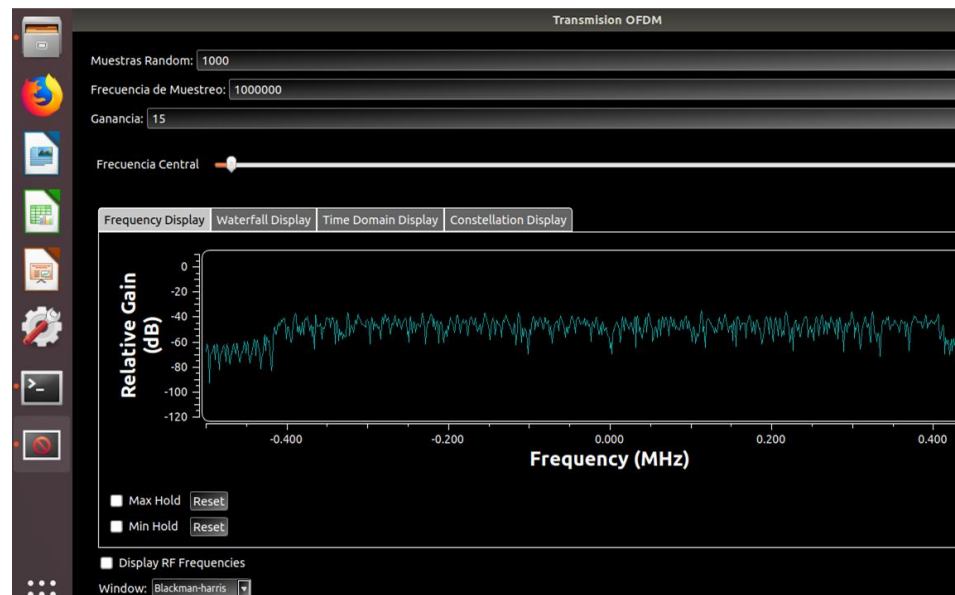 Transmision OFDM
Muestras Random: 1000
Frecuencia de Muestreo: 1000000
Ganancia: 15
Frecuencia Central
Frequency Display Waterfall Display Time Domain Display Constellation Display
Relative Gain
(dB)
0
-20
-40
-60
-80
-100
-120
-0.400 -0.200 0.000 0.200 0.400
Frequency (MHz)
Max Hold Reset
Min Hold Reset
Display RF Frequencies
Window: Blackman-harris